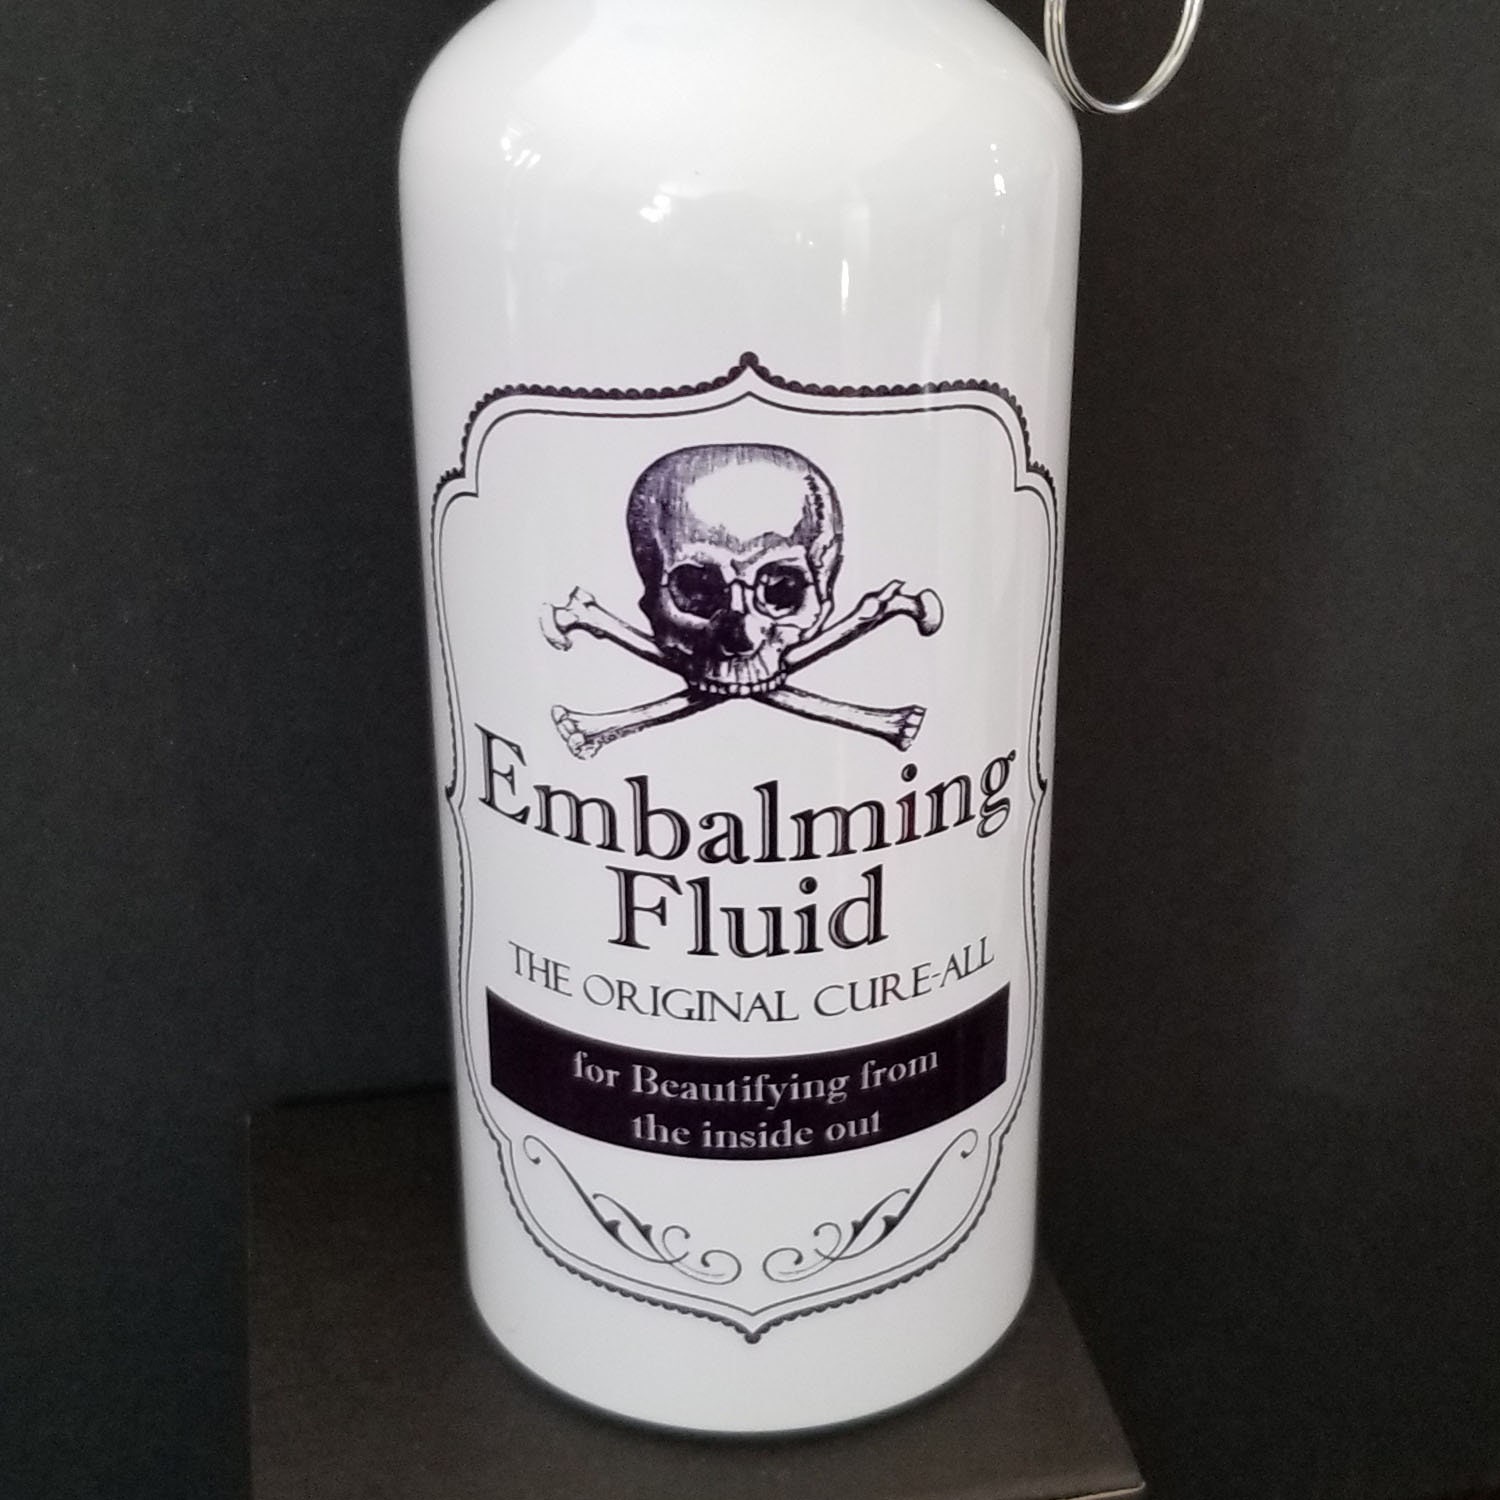 Embalming
Fluid
THE ORIGINAL CURE-ALL
for Beautifying from
the inside out